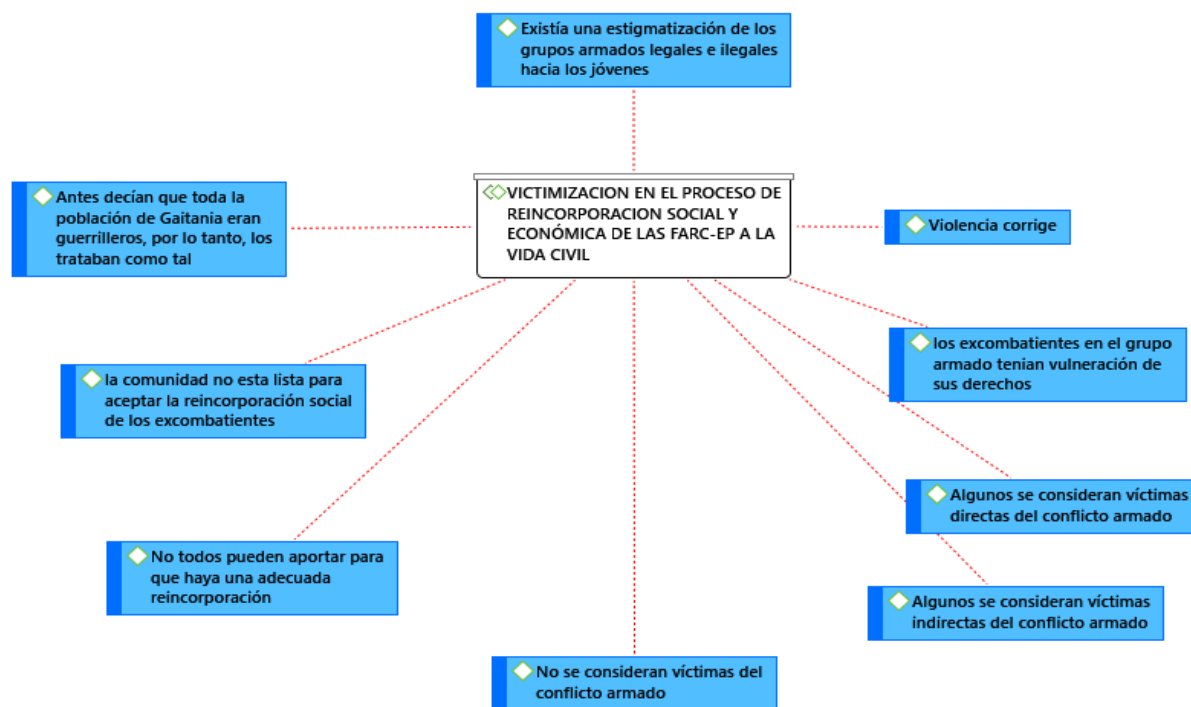 Existía una estigmatización de los
grupos armados legales e ilegales
hacia los jóvenes
Antes decían que toda la
población de Gaitania eran
guerrilleros, por lo tanto, los
trataban como tal
VICTIMIZACION EN EL PROCESO DE
REINCORPORACION SOCIAL Y
ECONÓMICA DE LAS FARC-EP A LA
VIDA CIVIL
Violencia corrige
los excombatientes en el grupo
armado tenian vulneración de
sus derechos
la comunidad no esta lista para
aceptar la reincorporación social
de los excombatientes
Algunos se consideran víctimas
directas del conflicto armado
No todos pueden aportar para
que haya una adecuada
reincorporación
Algunos se consideran víctimas
indirectas del conflicto armado
No se consideran víctimas del
conflicto armado